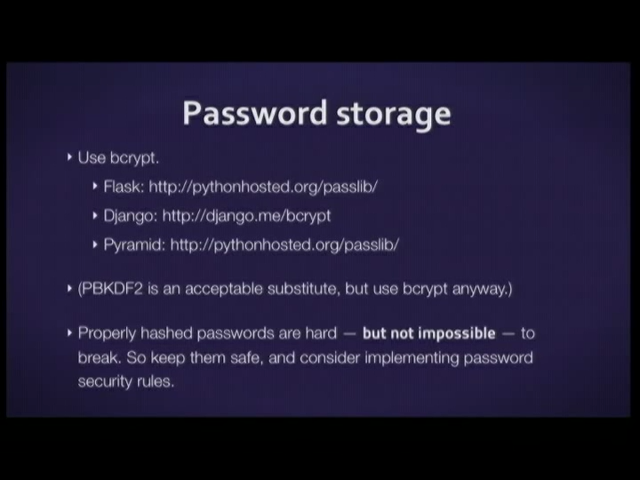 Password storage
Use bcrypt.
Flask: http://pythonhosted.org/passlib/
Django: http://django.me/bcrypt
Pyramid: http://pythonhosted.org/passlib/
(PBKDF2 is an acceptable substitute, but use bcrypt anyway.)
Properly hashed passwords are hard — but not impossible — to
break. So keep them safe, and consider implementing password
security rules.